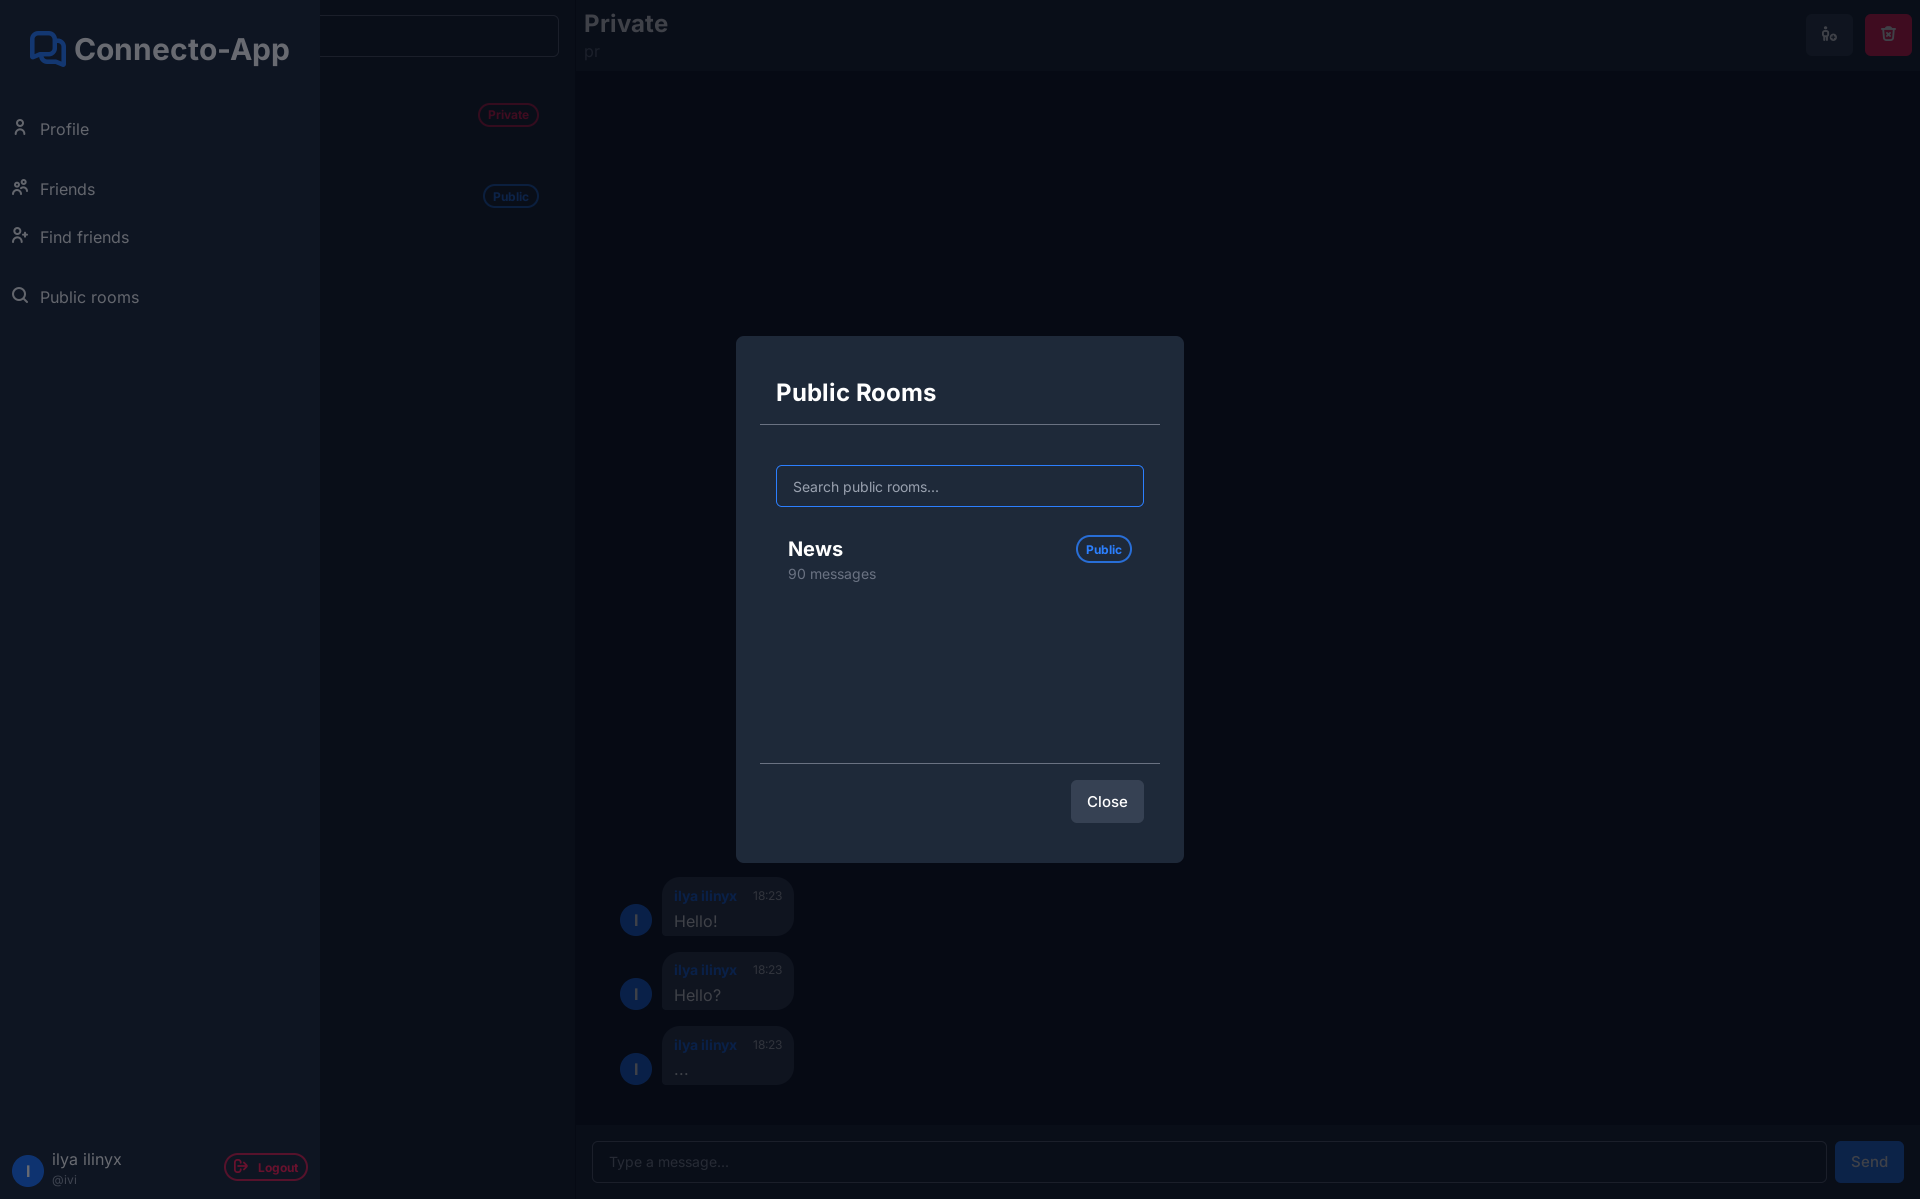 Connecto-App
Profile
Friends
Find friends
Public rooms
ilya ilinyx
@ivi
I
Logout
Private
Public
Private
pr
Public Rooms
Search public rooms...
News
Public
90 messages
Close
ilya ilinyx 18:23
Hello!
I
ilya ilinyx 18:23
Hello?
I
ilya ilinyx 18:23
...
I
Type a message...
Send